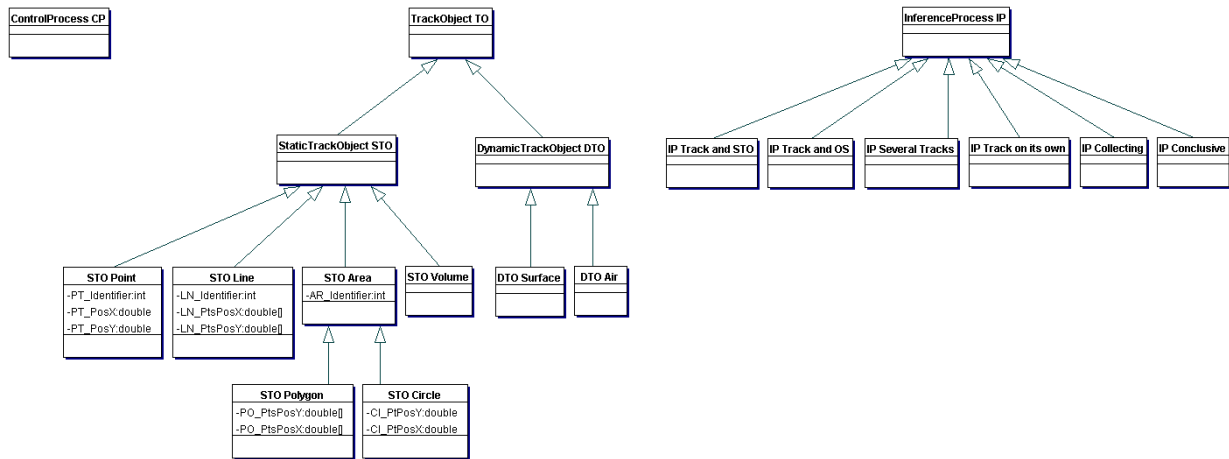 ControlProcess CP
TrackObject TO
InferenceProcess IP
StaticTrackObject STO
DynamicTrackObject DTO
IP Track and STO
IP Track and OS
IP Several Tracks
IP Track on its own
IP Collecting
IP Conclusive
STO Point
-PT_Identifier:int
-PT_PosX:double
-PT_PosY:double
STO Line
-LN_Identifier:int
-LN_PtsPosX:double[]
-LN_PtsPosY:double[]
STO Area
-AR_Identifier:int
STO Volume
DTO Surface
DTO Air
STO Polygon
-PO_PtsPosY:double[]
-PO_PtsPosX:double[]
STO Circle
-CI_PtPosY:double
-CI_PtPosX:double